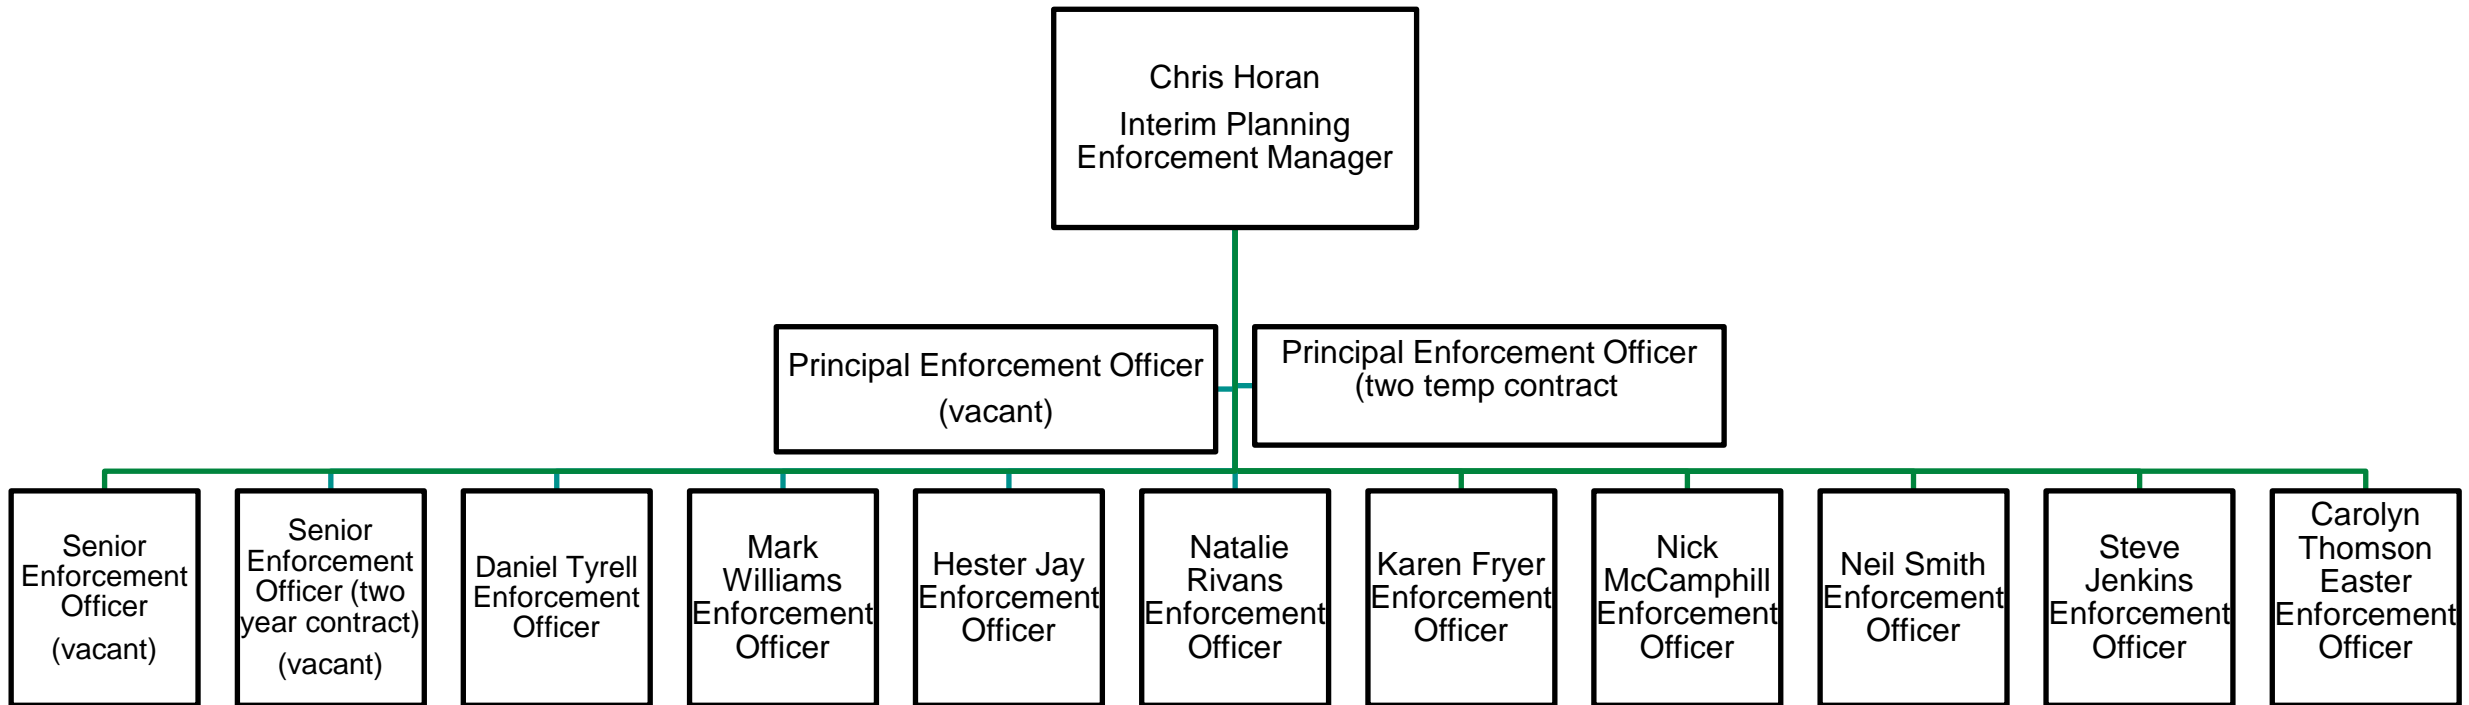 Chris Horan
Interim Planning
Enforcement Manager
Principal Enforcement Officer
(vacant)
Principal Enforcement Officer
(two temp contract
Senior
Enforcement
Officer
(vacant)
Senior
Enforcement
Officer (two
year contract)
(vacant)
Daniel Tyrell
Enforcement
Officer
Mark
Williams
Enforcement
Officer
Hester Jay
Enforcement
Officer
Natalie
Rivans
Enforcement
Officer
Karen Fryer
Enforcement
Officer
Nick
McCamphill
Enforcement
Officer
Neil Smith
Enforcement
Officer
Steve
Jenkins
Enforcement
Officer
Carolyn
Thomson
Easter
Enforcement
Officer